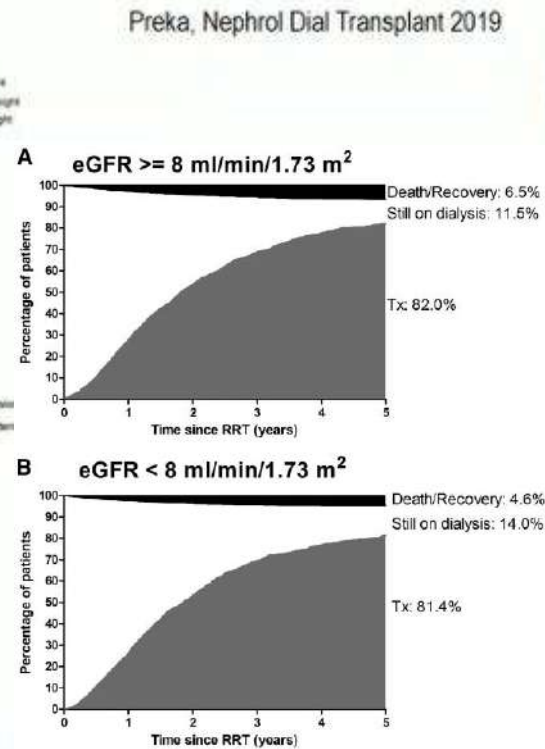 Preka, Nephrol Dial Transplant 2019
A
eGFR >= 8 ml/min/1.73 m²
Percentage of patients
100
90
80
70
60
50
40
30
20
10
0
0 1 2 3 4 5
Time since RRT (years)
Death/Recovery: 6.5%
Still on dialysis: 11.5%
Tx: 82.0%
B
eGFR < 8 ml/min/1.73 m²
Percentage of patients
100
90
80
70
60
50
40
30
20
10
0
0 1 2 3 4 5
Time since RRT (years)
Death/Recovery: 4.6%
Still on dialysis: 14.0%
Tx: 81.4%